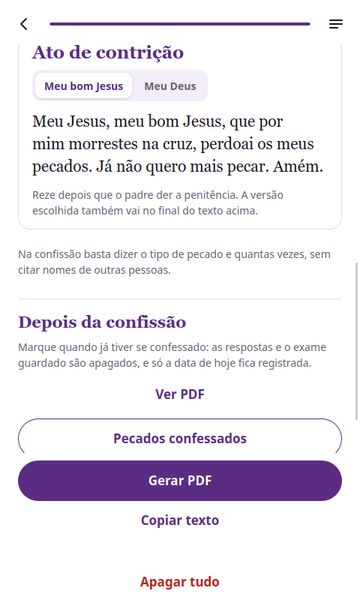 Ato de contrição
Meu bom Jesus
Meu Deus
Meu Jesus, meu bom Jesus, que por
mim morrestes na cruz, perdoai os meus
pecados. Já não quero mais pecar. Amém.
Reze depois que o padre der a penitência. A versão
escolhida também vai no final do texto acima.
Na confissão basta dizer o tipo de pecado e quantas vezes, sem
citar nomes de outras pessoas.
Depois da confissão
Marque quando já tiver se confessado: as respostas e o exame
guardado são apagados, e só a data de hoje fica registrada.
Ver PDF
Pecados confessados
Gerar PDF
Copiar texto
Apagar tudo